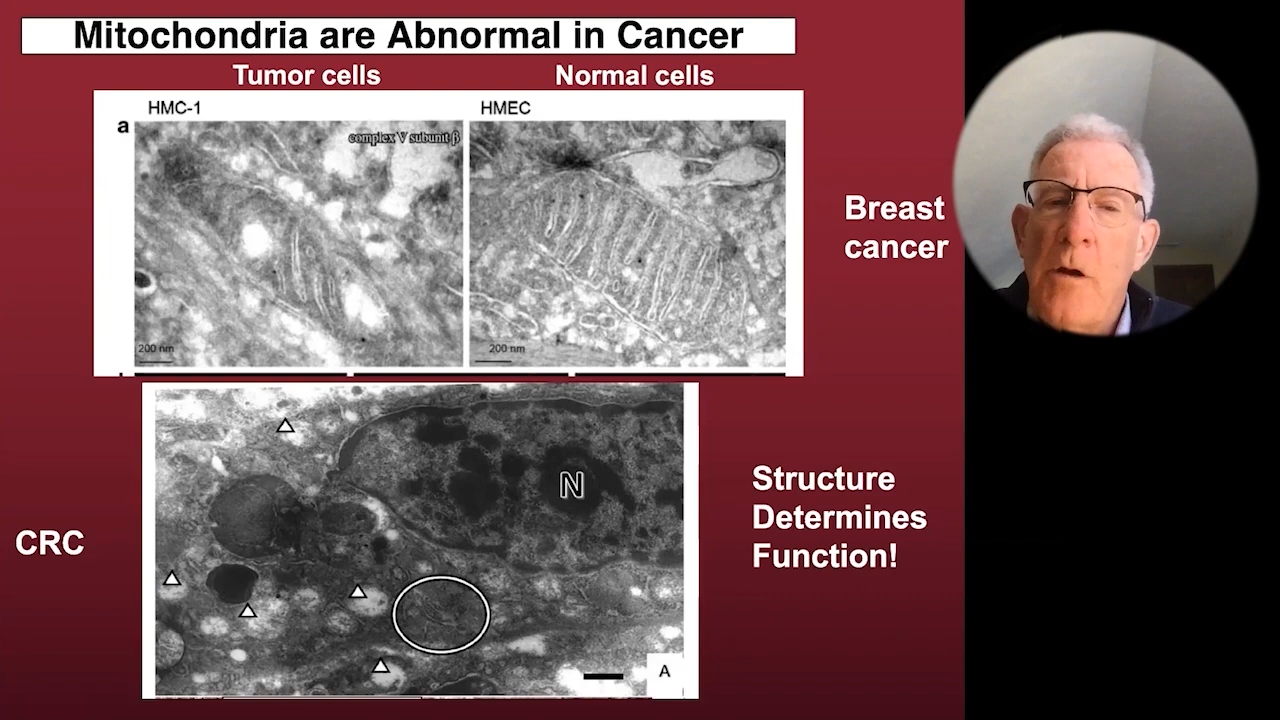 Mitochondria are Abnormal in Cancer
Tumor cells
Normal cells
HMC-1
HMEC
a
complex V subunit β
200 nm
200 nm
Breast
cancer
N
CRC
Structure
Determines
Function!
A